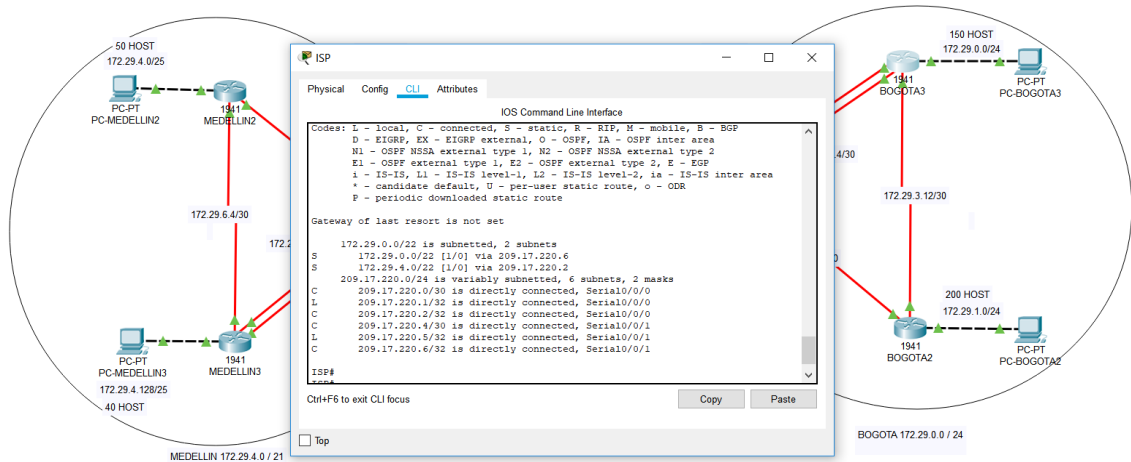 50 HOST
172.29.4.0/25
PC-PT
PC-MEDELLIN2
1941
MEDELLIN2
172.29.6.4/30
172.2
PC-PT
PC-MEDELLIN3
172.29.4.128/25
40 HOST
1941
MEDELLIN3
MEDELLIN 172.29.4.0 / 21
ISP
Physical Config CLI Attributes
IOS Command Line Interface
Codes: L - local, C - connected, S - static, R - RIP, M - mobile, B - BGP
D - EIGRP, EX - EIGRP external, O - OSPF, IA - OSPF inter area
N1 - OSPF NSSA external type 1, N2 - OSPF NSSA external type 2
E1 - OSPF external type 1, E2 - OSPF external type 2, E - EGP
i - IS-IS, L1 - IS-IS level-1, L2 - IS-IS level-2, ia - IS-IS inter area
* - candidate default, U - per-user static route, o - ODR
P - periodic downloaded static route
Gateway of last resort is not set
172.29.0.0/22 is subnetted, 2 subnets
S 172.29.0.0/22 [1/0] via 209.17.220.6
S 172.29.4.0/22 [1/0] via 209.17.220.2
209.17.220.0/24 is variably subnetted, 6 subnets, 2 masks
C 209.17.220.0/30 is directly connected, Serial0/0/0
L 209.17.220.1/32 is directly connected, Serial0/0/0
C 209.17.220.2/32 is directly connected, Serial0/0/0
C 209.17.220.4/30 is directly connected, Serial0/0/1
L 209.17.220.5/32 is directly connected, Serial0/0/1
C 209.17.220.6/32 is directly connected, Serial0/0/1
ISP#
ISP#
Ctrl+F6 to exit CLI focus
Copy Paste
Top
150 HOST
172.29.0.0/24
1941
BOGOTA3
PC-PT
PC-BOGOTA3
.4/30
172.29.3.12/30
0
200 HOST
172.29.1.0/24
1941
BOGOTA2
PC-PT
PC-BOGOTA2
BOGOTA 172.29.0.0 / 24